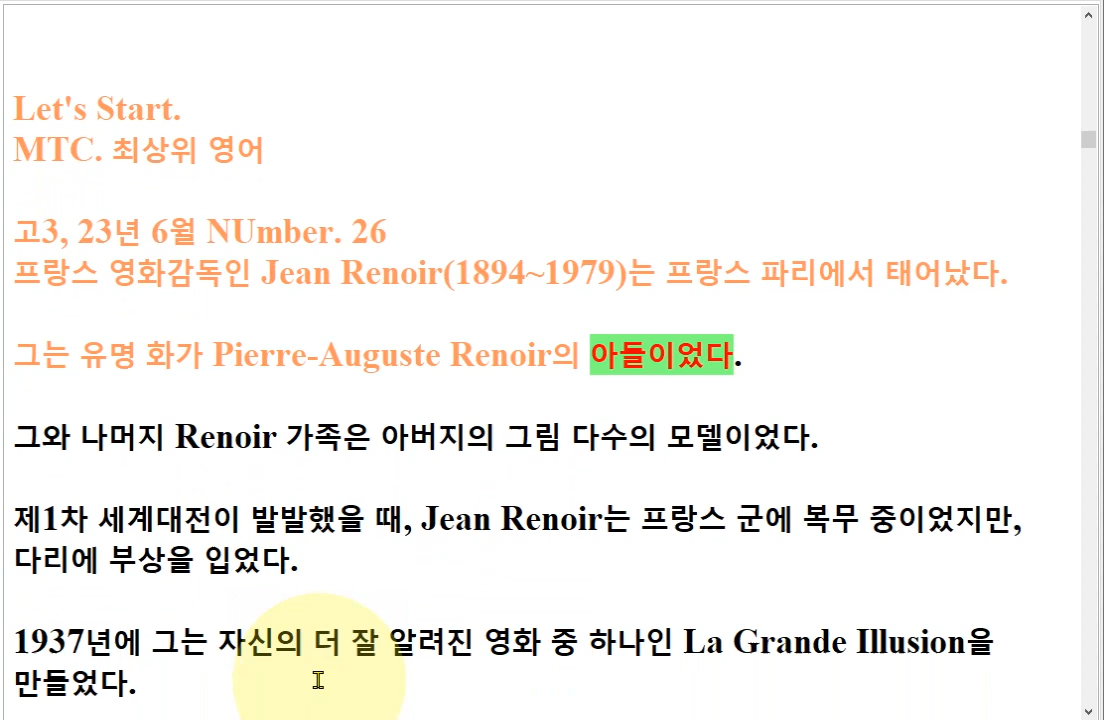 Let's Start.
MTC. 최상위 영어
고3, 23년 6월 NUmber. 26
프랑스 영화감독인 Jean Renoir(1894~1979)는 프랑스 파리에서 태어났다.
그는 유명 화가 Pierre-Auguste Renoir의 아들이었다.
그와 나머지 Renoir 가족은 아버지의 그림 다수의 모델이었다.
제1차 세계대전이 발발했을 때, Jean Renoir는 프랑스 군에 복무 중이었지만,
다리에 부상을 입었다.
1937년에 그는 자신의 더 잘 알려진 영화 중 하나인 La Grande Illusion을
만들었다.